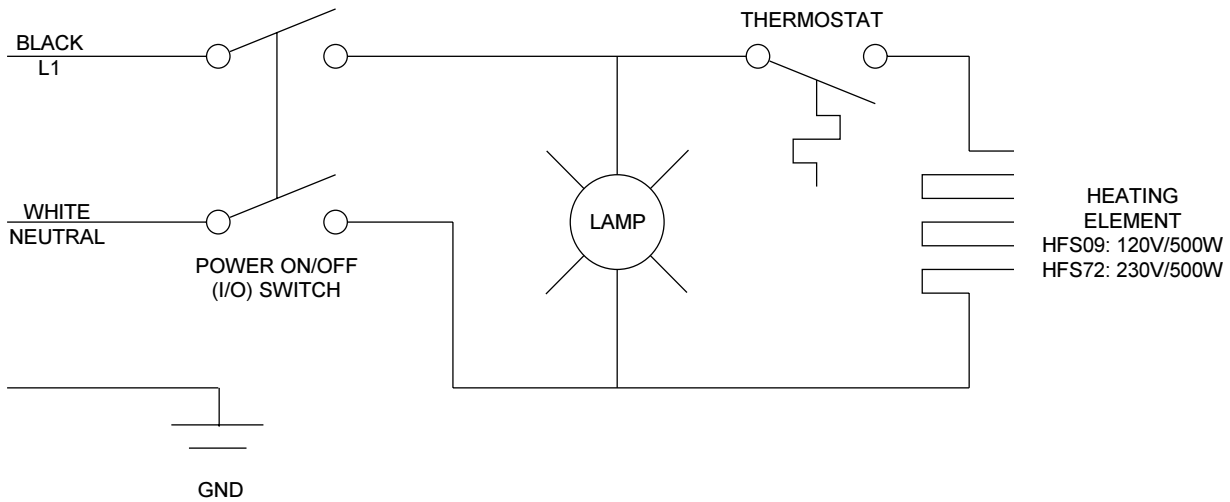 BLACK
L1
THERMOSTAT
WHITE
NEUTRAL
LAMP
HEATING
ELEMENT
HFS09: 120V/500W
HFS72: 230V/500W
POWER ON/OFF
(I/O) SWITCH
GND